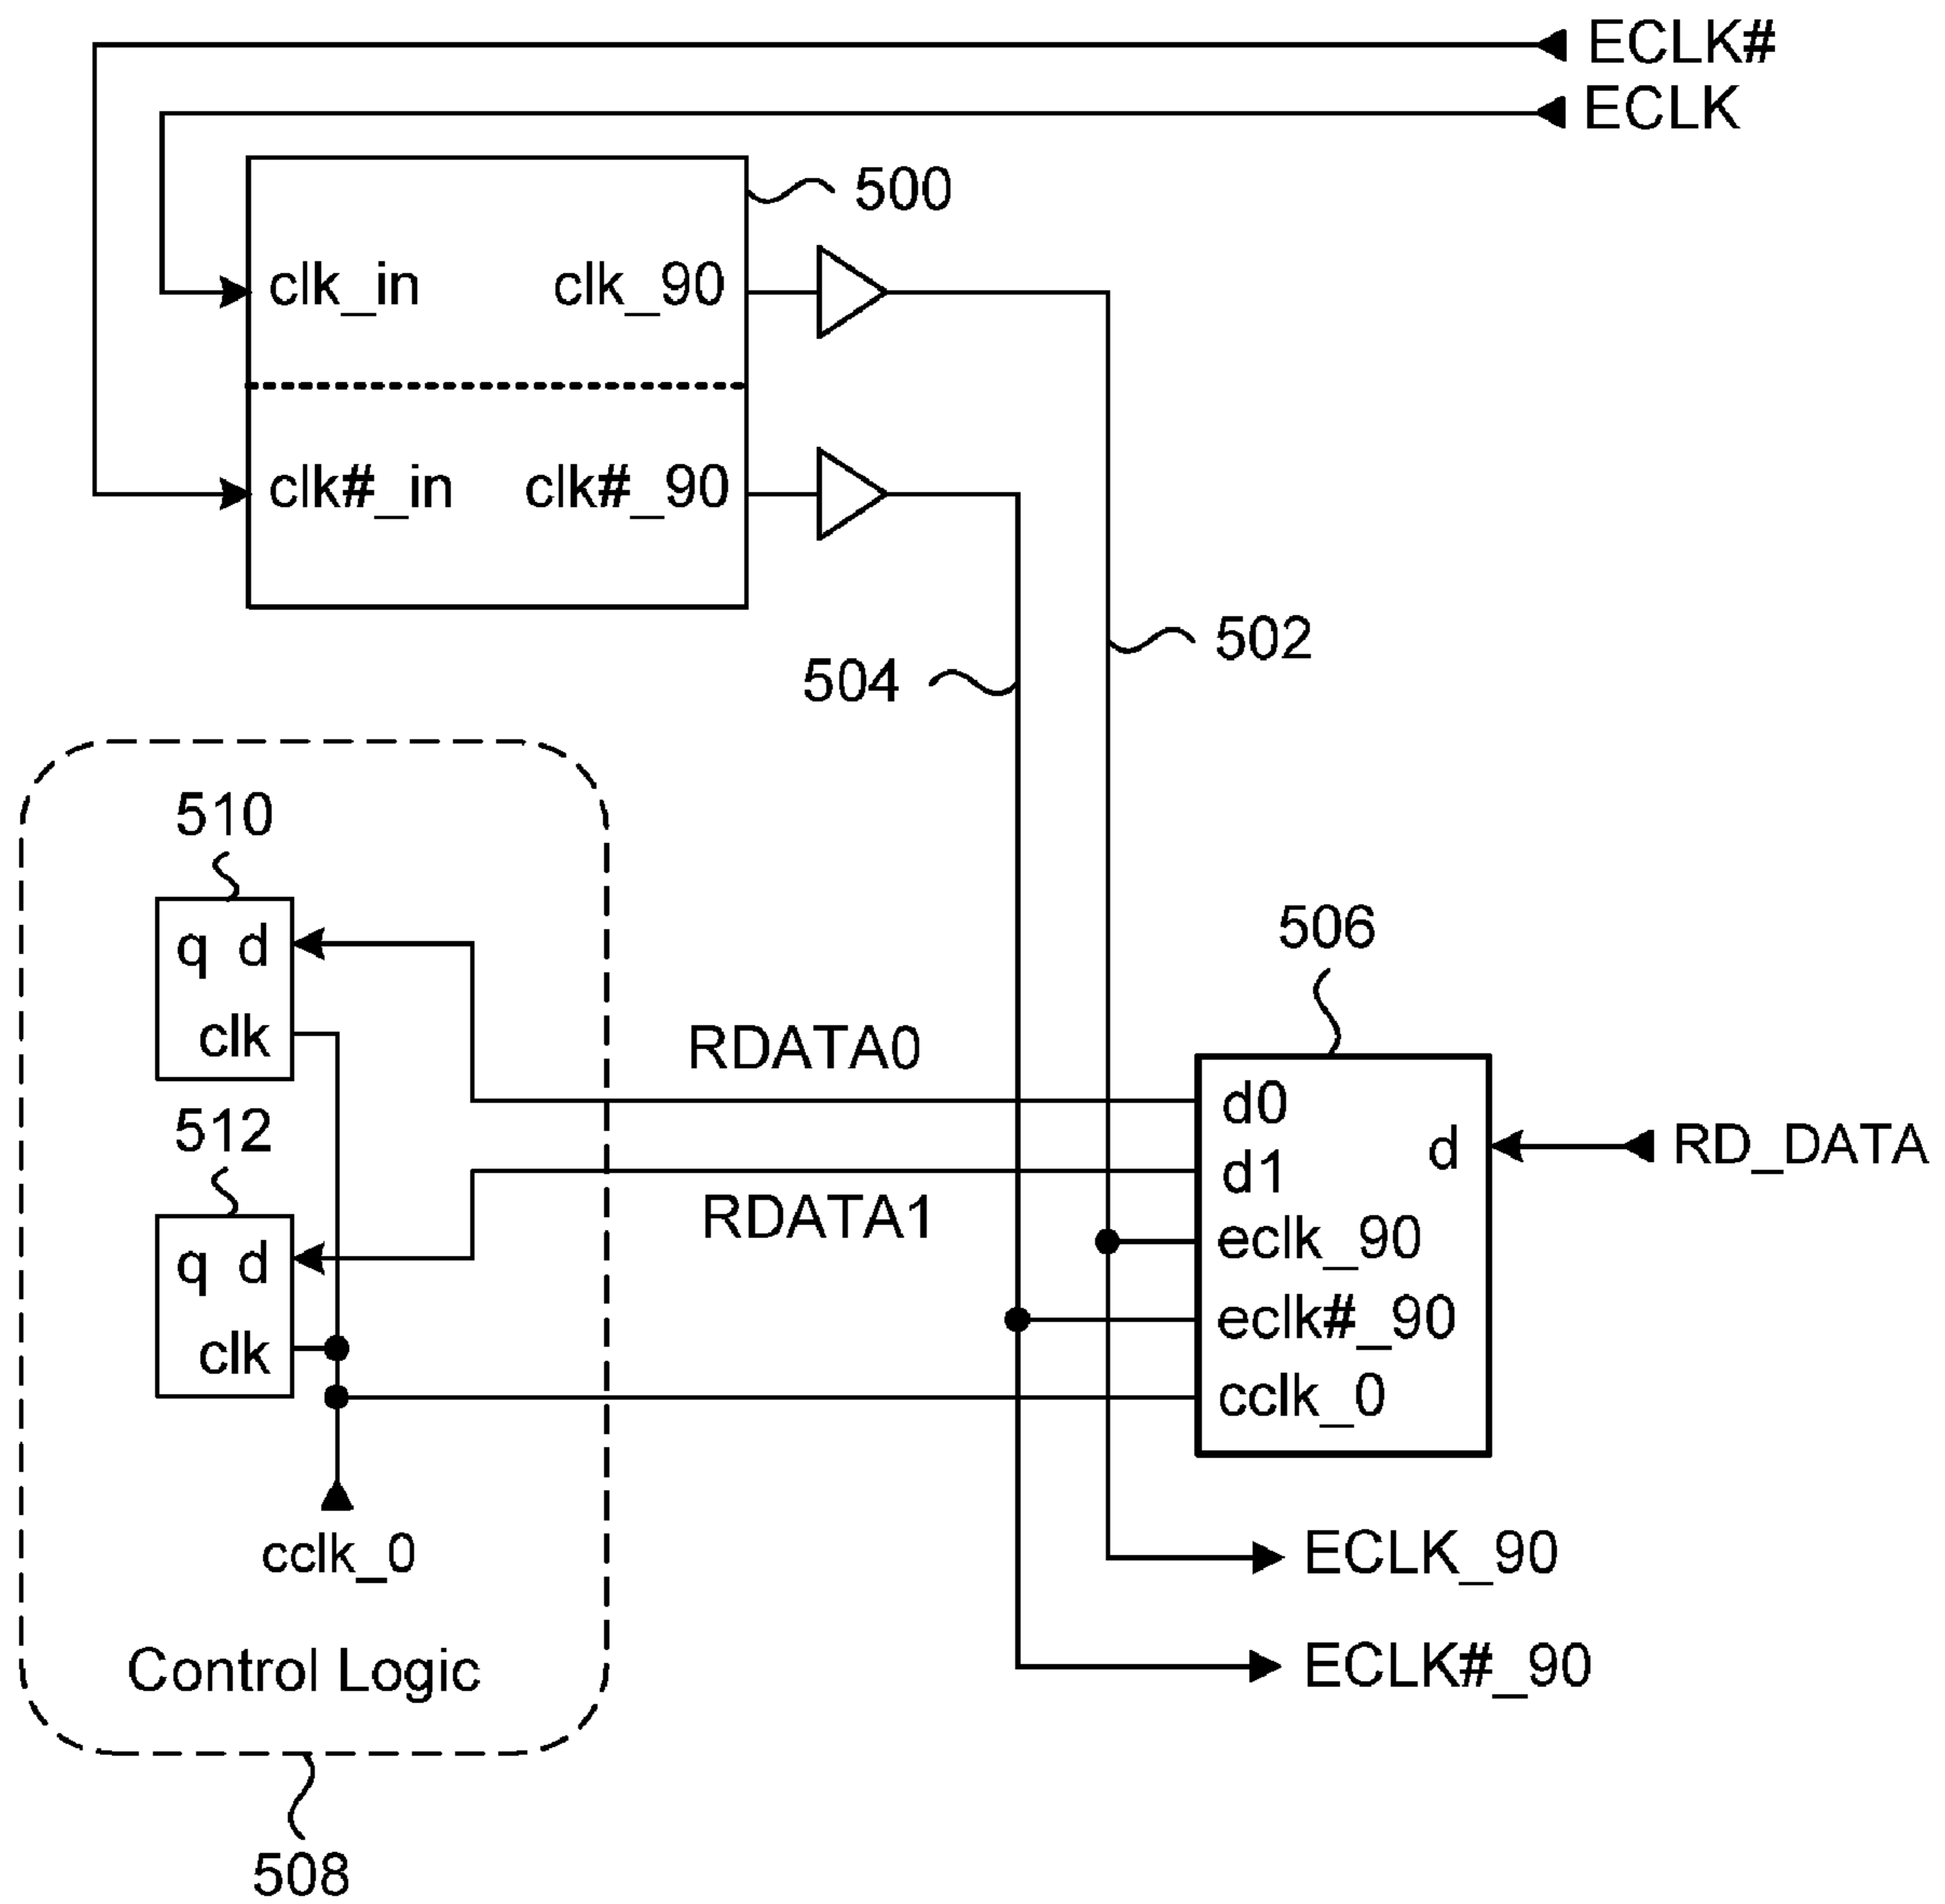 ECLK#
ECLK
500
clk_in clk_90
clk#_in clk#_90
502
504
510
q d
clk
506
RDATA0
d0
512
d1
d
RD_DATA
RDATA1
eclk_90
q d
eclk#_90
clk
cclk_0
cclk_0
ECLK_90
Control Logic
ECLK#_90
508